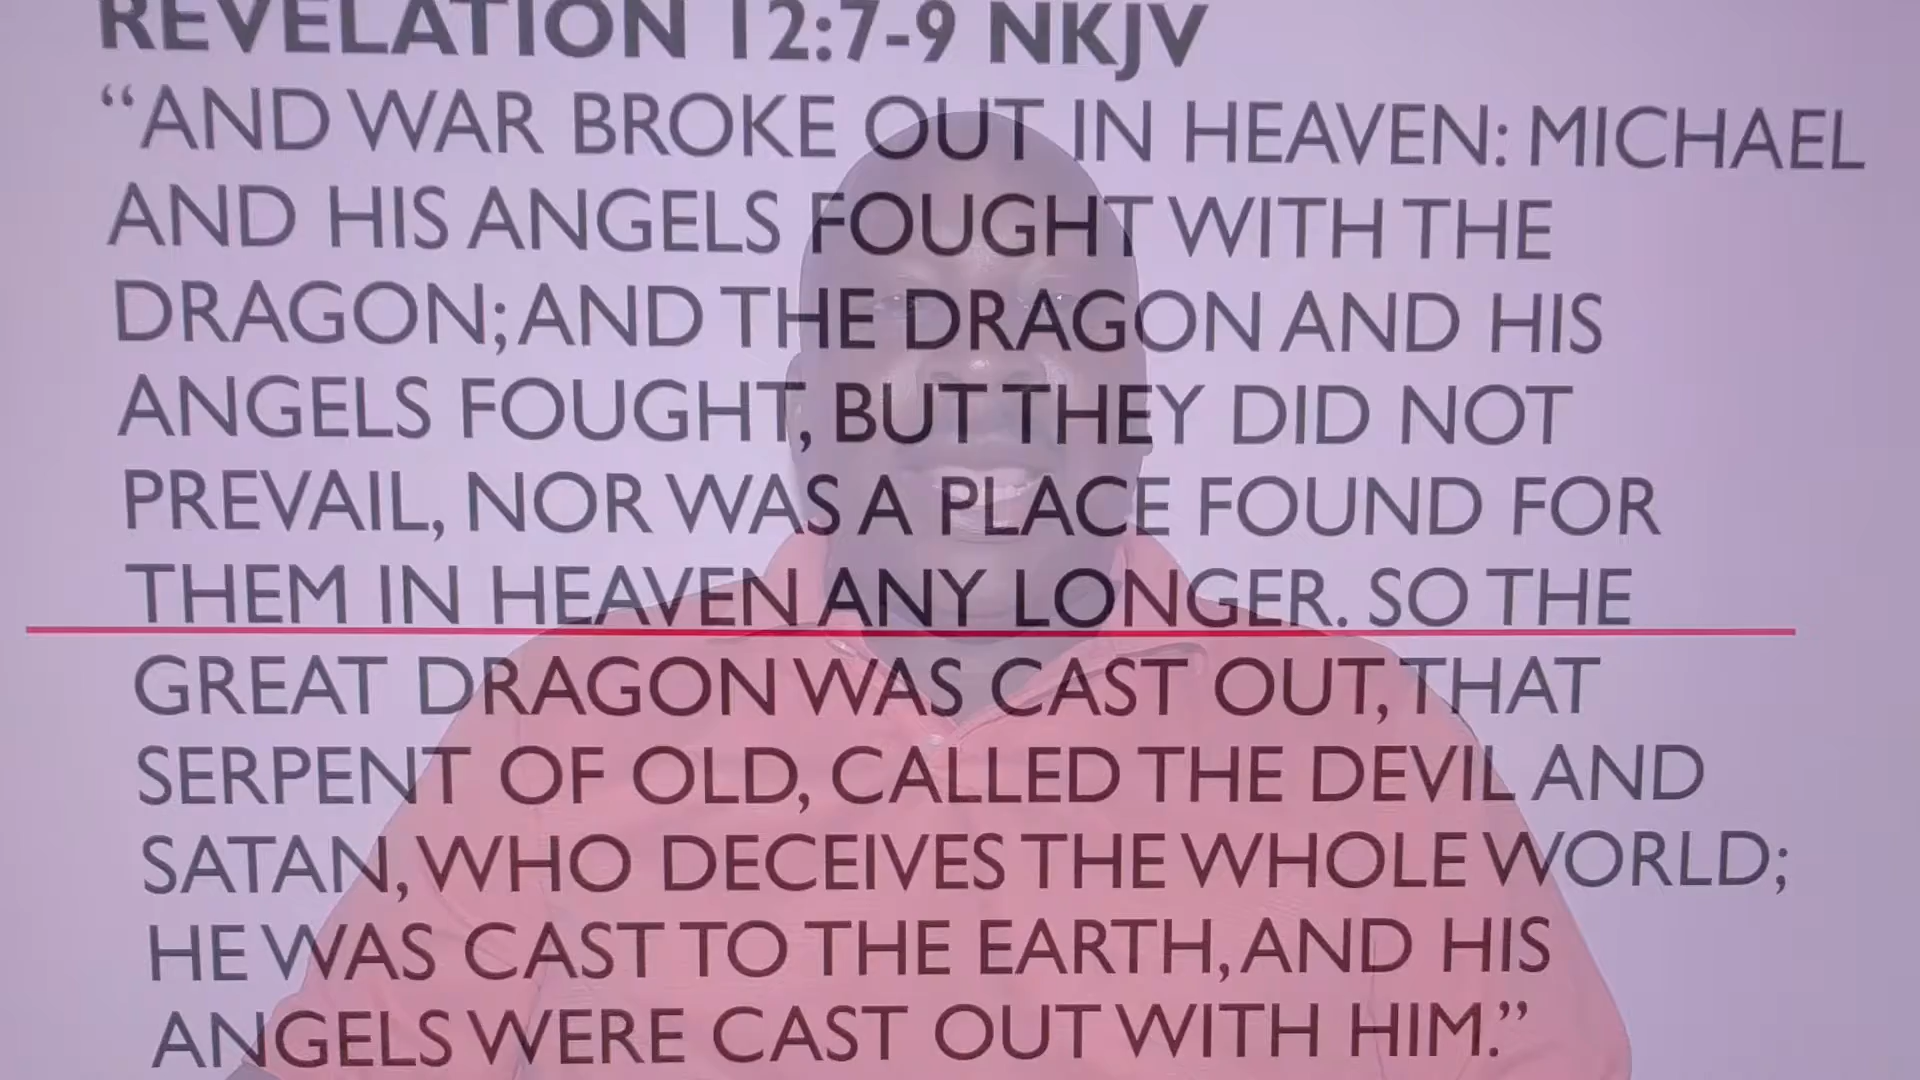 REVELATION 12:7-9 NKJV
“AND WAR BROKE OUT IN HEAVEN: MICHAEL
AND HIS ANGELS FOUGHT WITH THE
DRAGON; AND THE DRAGON AND HIS
ANGELS FOUGHT, BUT THEY DID NOT
PREVAIL, NOR WAS A PLACE FOUND FOR
THEM IN HEAVEN ANY LONGER. SO THE
GREAT DRAGON WAS CAST OUT, THAT
SERPENT OF OLD, CALLED THE DEVIL AND
SATAN, WHO DECEIVES THE WHOLE WORLD;
HE WAS CAST TO THE EARTH, AND HIS
ANGELS WERE CAST OUT WITH HIM.”